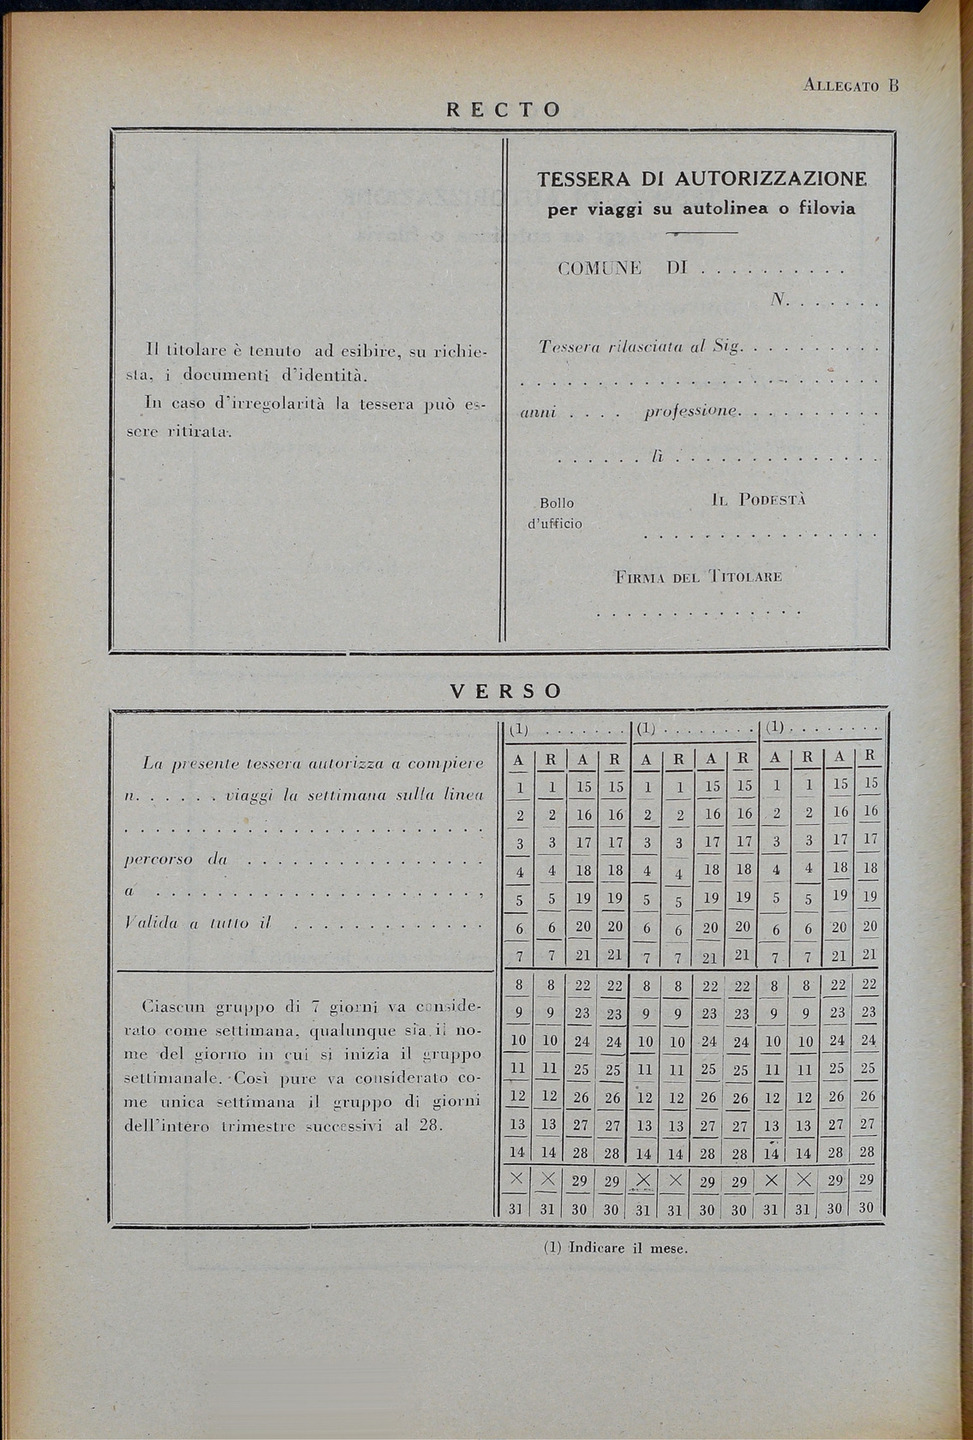 ALLEGATO B
RECTO
Il titolare è tenuto ad esibire, su richie-
sta, i documenti d'identità.
In caso d'irregolarità la tessera può es-
sere ritirata.
TESSERA DI AUTORIZZAZIONE
per viaggi su autolinea o filovia
COMUNE DI . . . . . . . . . .
N. . . . . . .
Tessera rilasciata al Sig. . . . . . . . . .
. . . . . . . . . . . . . . . . . . . . . . .
anni . . . . professione. . . . . . . . . .
. . . . . . lì . . . . . . . . . . . . . .
Bollo
d'ufficio
IL PODESTÀ
. . . . . . . . . . . . . . . .
FIRMA DEL TITOLARE
. . . . . . . . . . . . . .
VERSO
La presente tessera autorizza a compiere
n. . . . . . viaggi la settimana sulla linea
. . . . . . . . . . . . . . . . . . . . . . .
percorso da . . . . . . . . . . . . . . .
a . . . . . . . . . . . . . . . . . . . . ,
Valida a tutto il . . . . . . . . . . . .
Ciascun gruppo di 7 giorni va conside-
rato come settimana, qualunque sia il no-
me del giorno in cui si inizia il gruppo
settimanale. Così pure va considerato co-
me unica settimana il gruppo di giorni
dell'intero trimestre successivi al 28.
(1) . . . . . . . (1) . . . . . . . . (1) . . . . . . . .
A R A R A R A R A R A R
1 1 15 15 1 1 15 15 1 1 15 15
2 2 16 16 2 2 16 16 2 2 16 16
3 3 17 17 3 3 17 17 3 3 17 17
4 4 18 18 4 4 18 18 4 4 18 18
5 5 19 19 5 5 19 19 5 5 19 19
6 6 20 20 6 6 20 20 6 6 20 20
7 7 21 21 7 7 21 21 7 7 21 21
8 8 22 22 8 8 22 22 8 8 22 22
9 9 23 23 9 9 23 23 9 9 23 23
10 10 24 24 10 10 24 24 10 10 24 24
11 11 25 25 11 11 25 25 11 11 25 25
12 12 26 26 12 12 26 26 12 12 26 26
13 13 27 27 13 13 27 27 13 13 27 27
14 14 28 28 14 14 28 28 14 14 28 28
X X 29 29 X X 29 29 X X 29 29
31 31 30 30 31 31 30 30 31 31 30 30
(1) Indicare il mese.